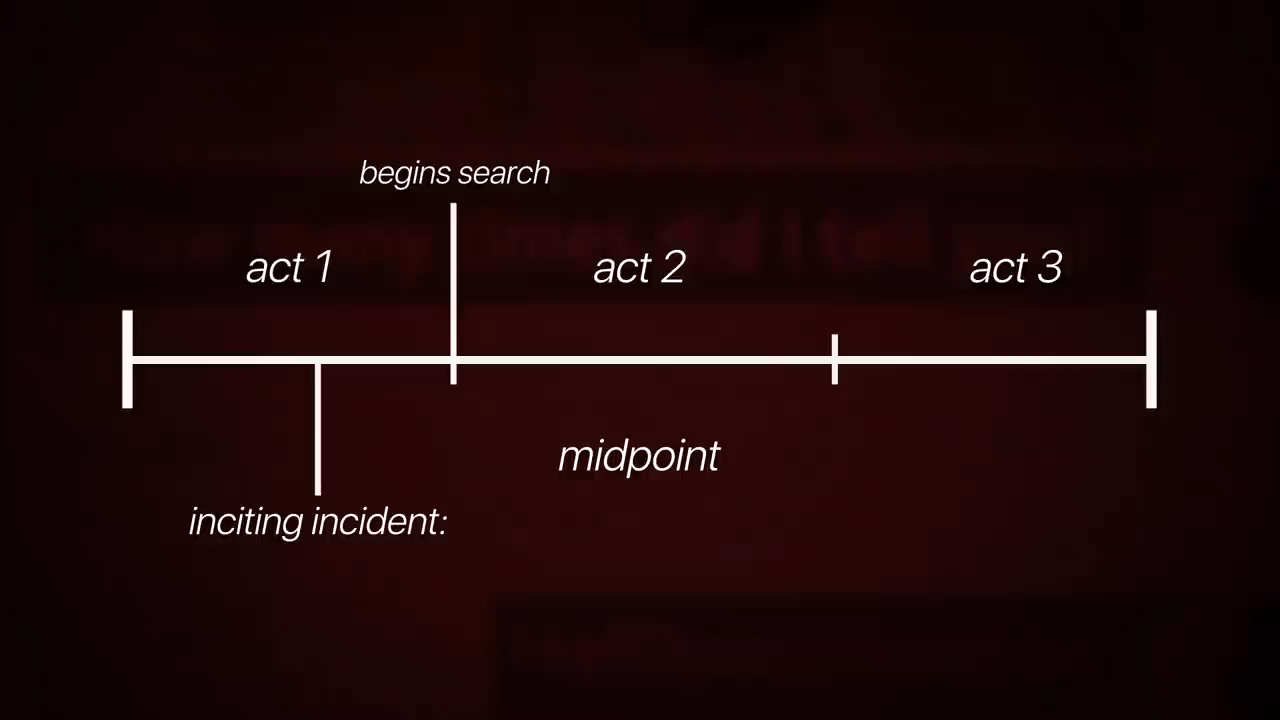 begins search
act 1
act 2
act 3
midpoint
inciting incident: